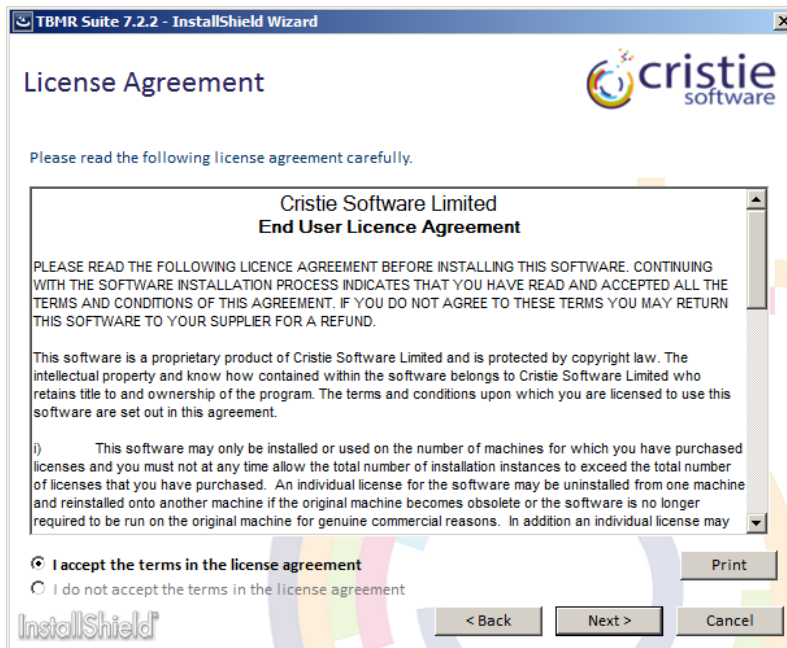 TBMR Suite 7.2.2 - InstallShield Wizard
License Agreement
cristie
software
Please read the following license agreement carefully.
Cristie Software Limited
End User Licence Agreement
PLEASE READ THE FOLLOWING LICENCE AGREEMENT BEFORE INSTALLING THIS SOFTWARE. CONTINUING
WITH THE SOFTWARE INSTALLATION PROCESS INDICATES THAT YOU HAVE READ AND ACCEPTED ALL THE
TERMS AND CONDITIONS OF THIS AGREEMENT. IF YOU DO NOT AGREE TO THESE TERMS YOU MAY RETURN
THIS SOFTWARE TO YOUR SUPPLIER FOR A REFUND.
This software is a proprietary product of Cristie Software Limited and is protected by copyright law. The
intellectual property and know how contained within the software belongs to Cristie Software Limited who
retains title to and ownership of the program. The terms and conditions upon which you are licensed to use this
software are set out in this agreement.
i) This software may only be installed or used on the number of machines for which you have purchased
licenses and you must not at any time allow the total number of installation instances to exceed the total number
of licenses that you have purchased. An individual license for the software may be uninstalled from one machine
and reinstalled onto another machine if the original machine becomes obsolete or the software is no longer
required to be run on the original machine for genuine commercial reasons. In addition an individual license may
I accept the terms in the license agreement
Print
I do not accept the terms in the license agreement
InstallShield
< Back
Next >
Cancel